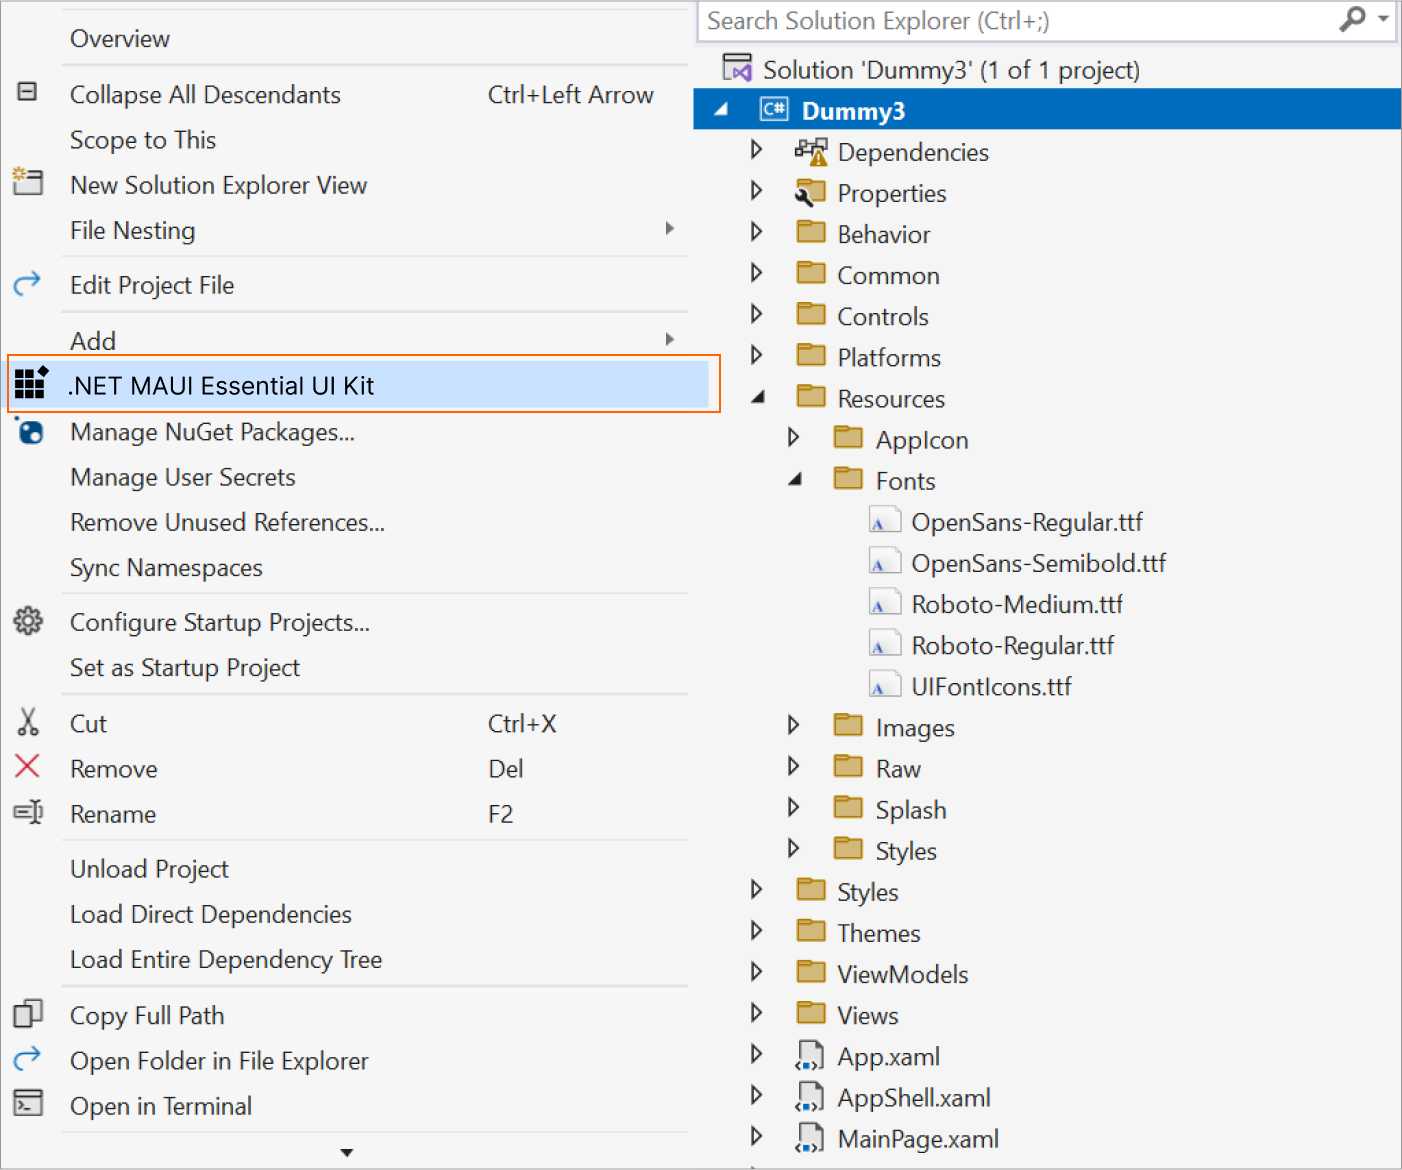 Overview
Collapse All Descendants Ctrl+Left Arrow
Scope to This
New Solution Explorer View
File Nesting
Edit Project File
Add
.NET MAUI Essential UI Kit
Manage NuGet Packages...
Manage User Secrets
Remove Unused References...
Sync Namespaces
Configure Startup Projects...
Set as Startup Project
Cut Ctrl+X
Remove Del
Rename F2
Unload Project
Load Direct Dependencies
Load Entire Dependency Tree
Copy Full Path
Open Folder in File Explorer
Open in Terminal
Search Solution Explorer (Ctrl+;)
Solution 'Dummy3' (1 of 1 project)
C# Dummy3
Dependencies
Properties
Behavior
Common
Controls
Platforms
Resources
AppIcon
Fonts
OpenSans-Regular.ttf
OpenSans-Semibold.ttf
Roboto-Medium.ttf
Roboto-Regular.ttf
UIFontIcons.ttf
Images
Raw
Splash
Styles
Styles
Themes
ViewModels
Views
App.xaml
AppShell.xaml
MainPage.xaml